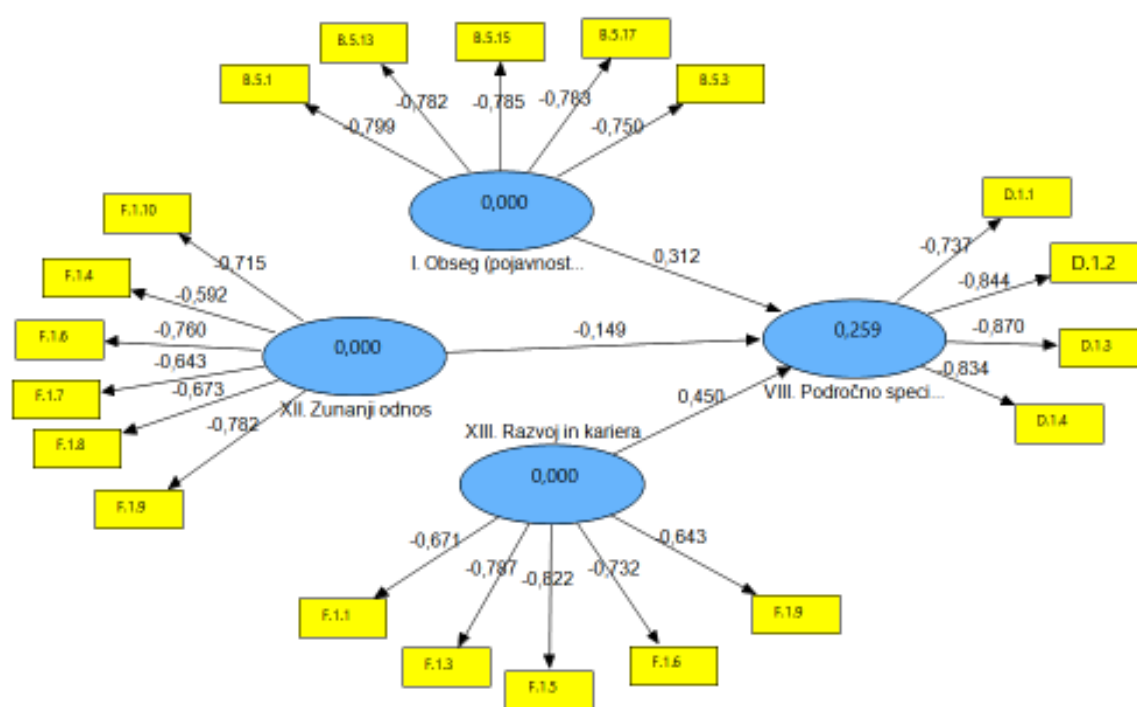 B.5.13
B.5.15
B.5.17
B.5.1
B.5.3
-0,799
-0,782
-0,785
-0,783
-0,750
0,000
I. Obseg (pojavnost...
0,312
F.1.10
F.1.4
F.1.6
F.1.7
F.1.8
F.1.9
-0,715
-0,592
-0,760
-0,643
-0,673
-0,782
0,000
XII. Zunanji odnos
-0,149
D.1.1
D.1.2
D.1.3
D.1.4
-0,737
-0,844
-0,870
-0,834
0,259
VIII. Področno speci...
0,450
XIII. Razvoj in kariera
0,000
-0,671
-0,787
-0,822
-0,732
-0,643
F.1.1
F.1.3
F.1.5
F.1.6
F.1.9